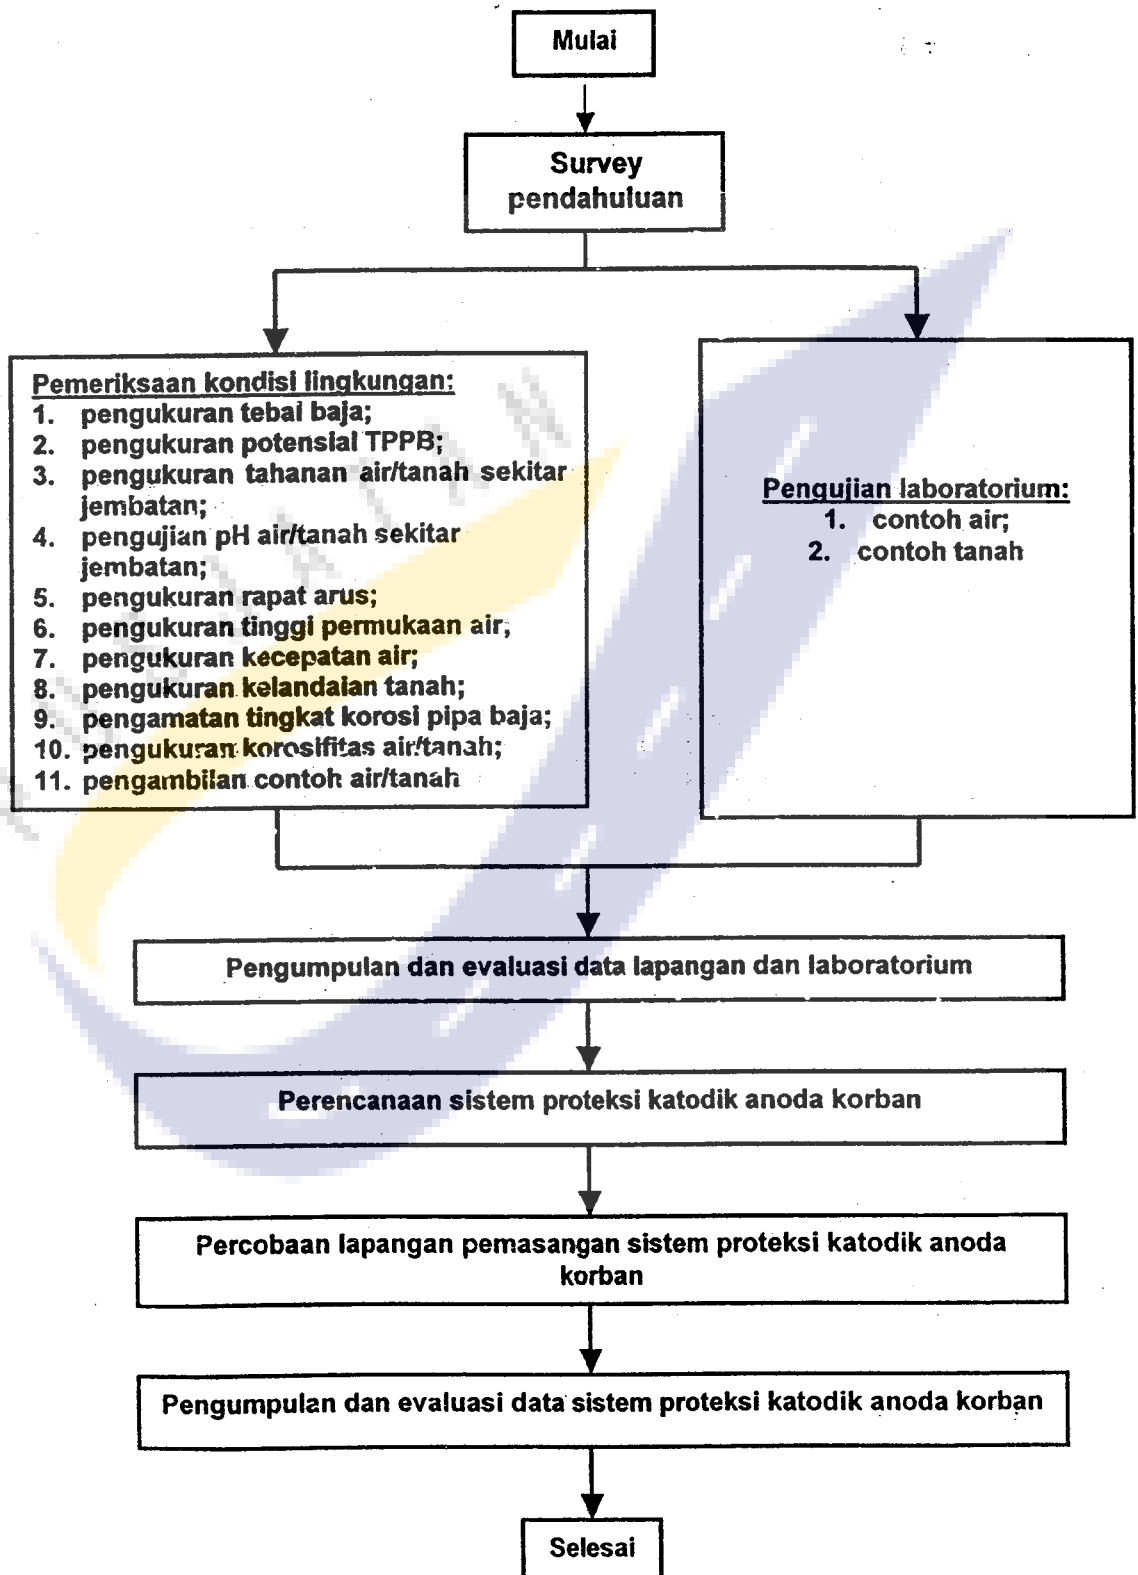 Mulai
Survey
pendahuluan
Pemeriksaan kondisi lingkungan:
1. pengukuran tebal baja;
2. pengukuran potensial TPPB;
3. pengukuran tahanan air/tanah sekitar
jembatan;
4. pengujian pH air/tanah sekitar
jembatan;
5. pengukuran rapat arus;
6. pengukuran tinggi permukaan air;
7. pengukuran kecepatan air;
8. pengukuran kelandaian tanah;
9. pengamatan tingkat korosi pipa baja;
10. pengukuran korosifitas air/tanah;
11. pengambilan contoh air/tanah
Pengujian laboratorium:
1. contoh air;
2. contoh tanah
Pengumpulan dan evaluasi data lapangan dan laboratorium
Perencanaan sistem proteksi katodik anoda korban
Percobaan lapangan pemasangan sistem proteksi katodik anoda
korban
Pengumpulan dan evaluasi data sistem proteksi katodik anoda korban
Selesai